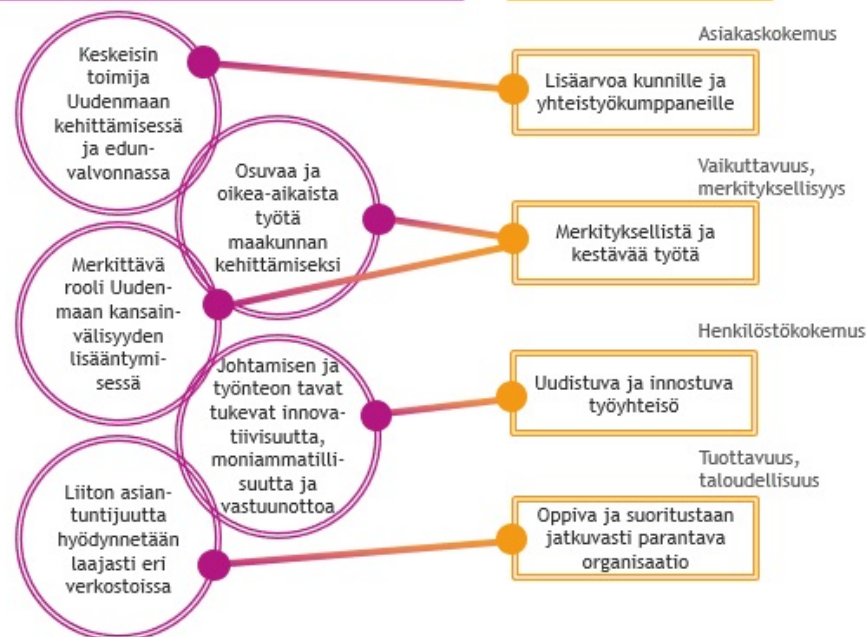 Keskeisin
toimija
Uudenmaan
kehittämisessä
ja edun-
valvonnassa
Osuvaa ja
oikea-aikaista
työtä
maakunnan
kehittämiseksi
Merkittävä
rooli Uuden-
maan kansain-
välisyyden
lisääntymi-
sessä
Johtamisen ja
työnteon tavat
tukevat innova-
tiivisuutta,
moniammatilli-
suutta ja
vastuunottoa
Liiton asian-
tuntijuutta
hyödynnetään
laajasti eri
verkostoissa
Asiakaskokemus
Lisäarvoa kunnille ja
yhteistyökumppaneille
Vaikuttavuus,
merkityksellisyys
Merkityksellistä ja
kestävää työtä
Henkilöstökokemus
Uudistuva ja innostuva
työyhteisö
Tuottavuus,
taloudellisuus
Oppiva ja suoritustaan
jatkuvasti parantava
organisaatio